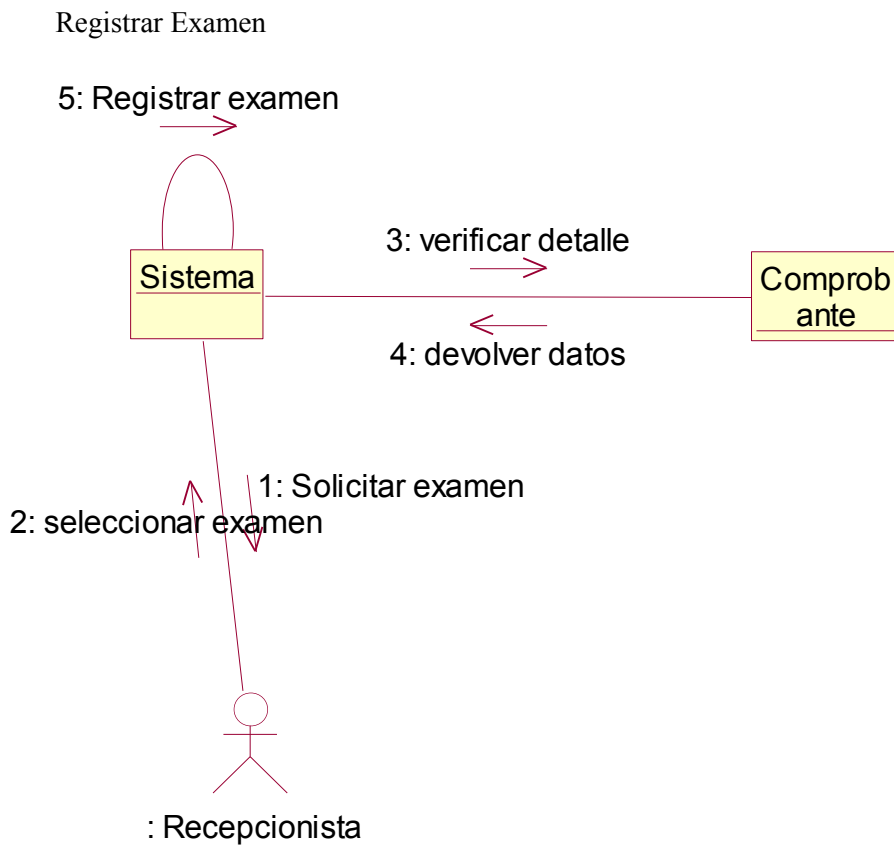 Registrar Examen
5: Registrar examen
3: verificar detalle
Sistema
Comprob
ante
4: devolver datos
1: Solicitar examen
2: seleccionar examen
: Recepcionista